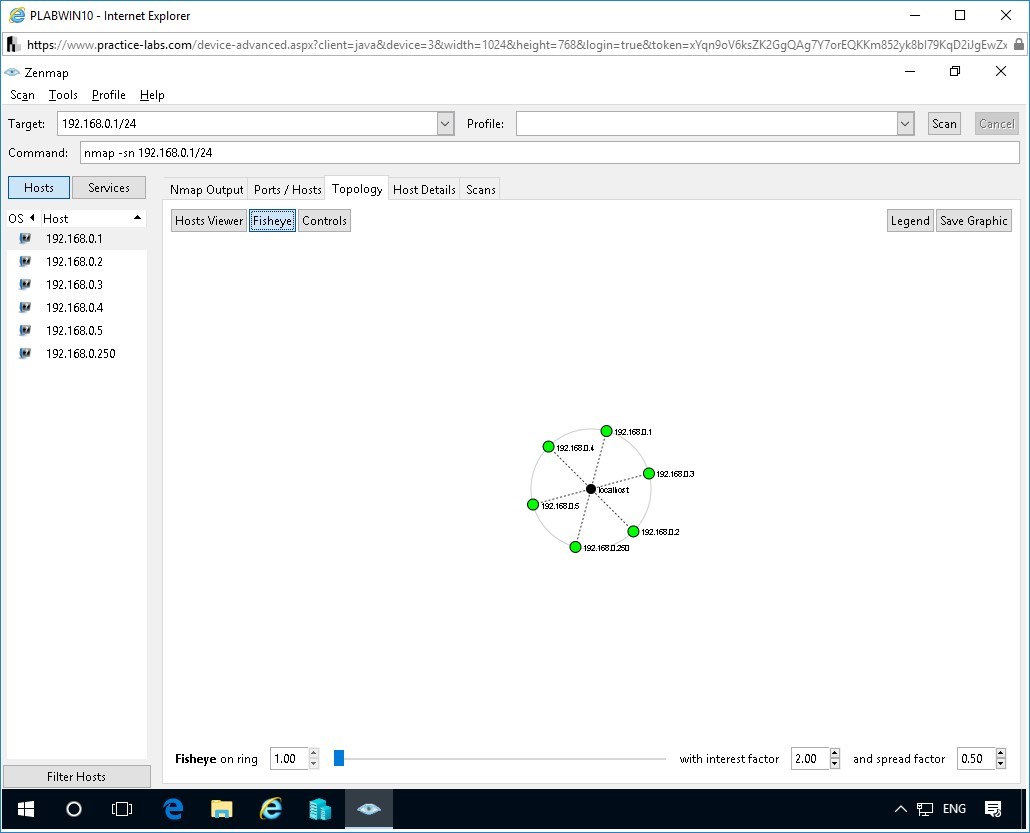 PLABWIN10 - Internet Explorer
https://www.practice-labs.com/device-advanced.aspx?client=java&device=3&width=1024&height=768&login=true&token=xYqn9oV6ksZK2GgQAg7Y7orEQKKm852yk8bl79KqD2iJgEwZx
Zenmap
Scan Tools Profile Help
Target: 192.168.0.1/24 Profile: Scan Cancel
Command: nmap -sn 192.168.0.1/24
Hosts Services Nmap Output Ports / Hosts Topology Host Details Scans
OS Host
Hosts Viewer Fisheye Controls Legend Save Graphic
192.168.0.1
192.168.0.2
192.168.0.3
192.168.0.4
192.168.0.5
192.168.0.250
192.168.0.1
192.168.0.4
192.168.0.3
localhost
192.168.0.5
192.168.0.2
192.168.0.250
Fisheye on ring 1.00 with interest factor 2.00 and spread factor 0.50
Filter Hosts
ENG